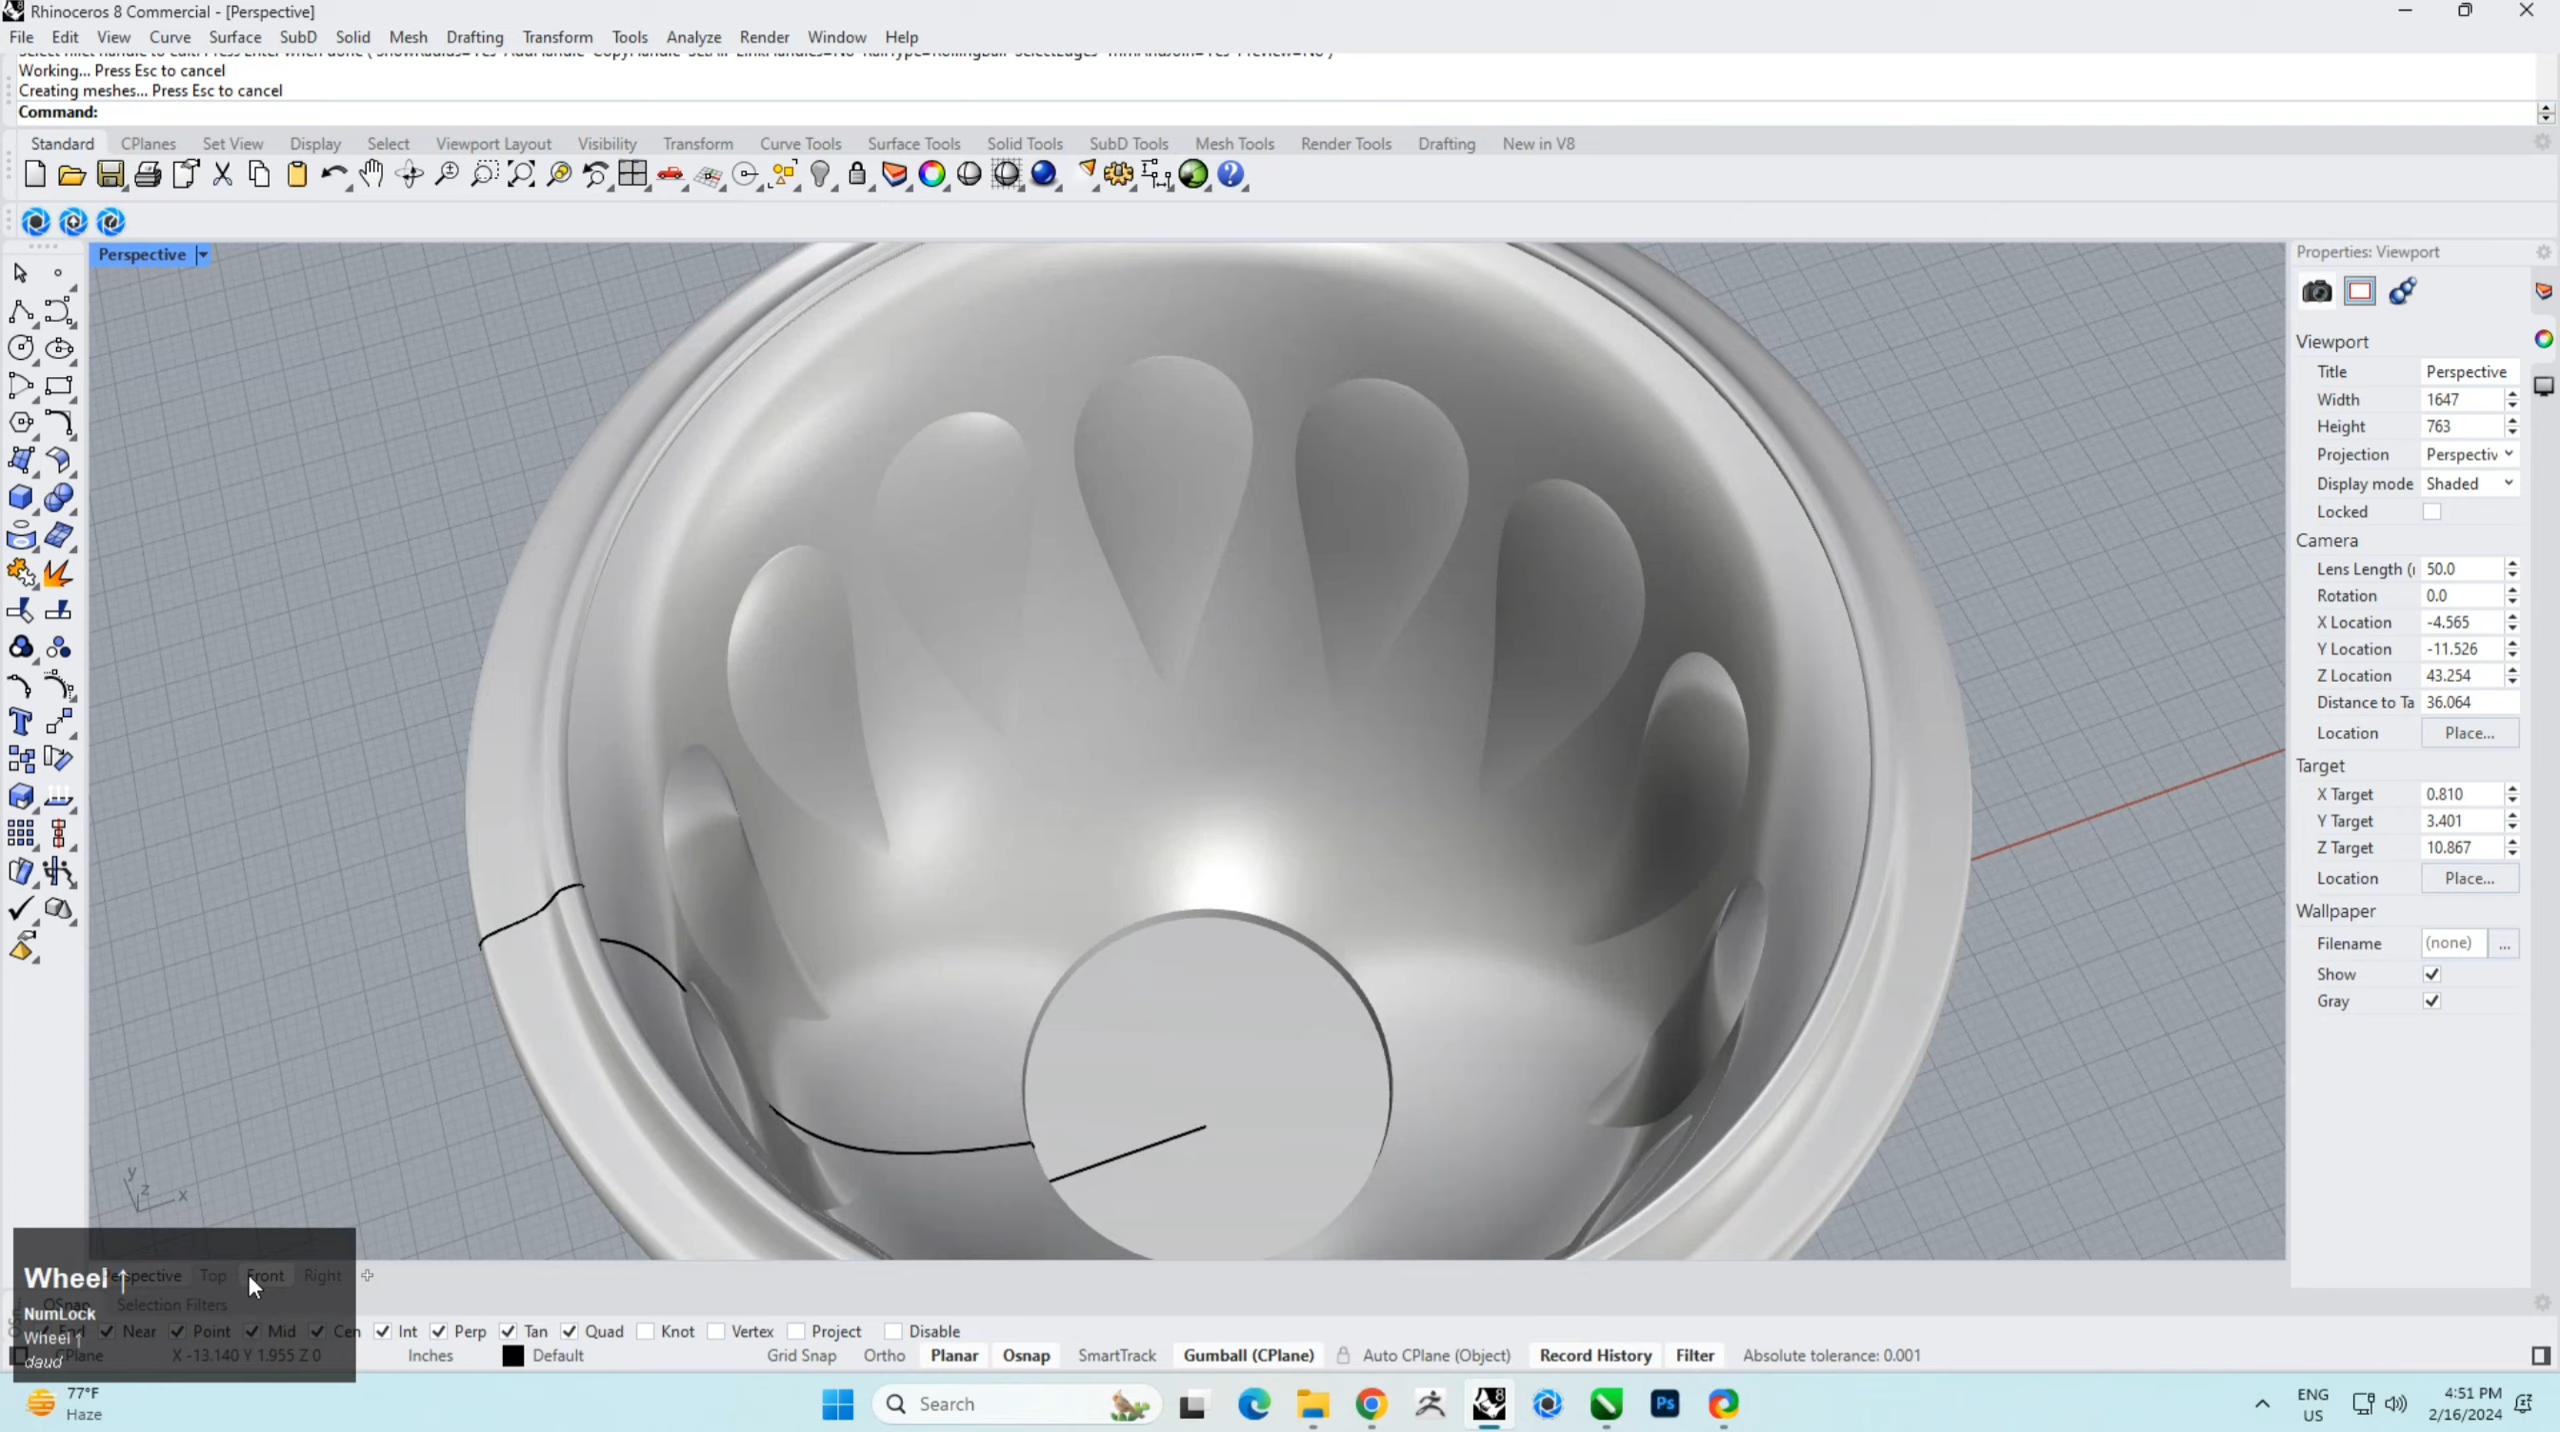 Rhinoceros 8 Commercial - [Perspective]
File Edit View Curve Surface SubD Solid Mesh Drafting Transform Tools Analyze Render Window Help
Working... Press Esc to cancel
Creating meshes... Press Esc to cancel
Command:
Standard CPlanes Set View Display Select Viewport Layout Visibility Transform Curve Tools Surface Tools Solid Tools SubD Tools Mesh Tools Render Tools Drafting New in V8
Perspective
Properties: Viewport
Viewport
Title Perspective
Width 1647
Height 763
Projection Perspectiv
Display mode Shaded
Locked
Camera
Lens Length (
50.0
Rotation 0.0
X Location -4.565
Y Location -11.526
Z Location 43.254
Distance to Ta 36.064
Location Place...
Target
X Target 0.810
Y Target 3.401
Z Target 10.867
Location Place...
Wallpaper
Filename (none) ...
Show
Gray
y
z x
Wheel ↑
NumLock
Wheel ↑
daud
Perspective Top Front Right
OSnap Selection Filters
End Near Point Mid Cen Int Perp Tan Quad Knot Vertex Project Disable
CPlane X -13.140 Y 1.955 Z 0 Inches Default Grid Snap Ortho Planar Osnap SmartTrack Gumball (CPlane) Auto CPlane (Object) Record History Filter Absolute tolerance: 0.001
77°F
Haze
Search
8
Ps
ENG
US
4:51 PM
2/16/2024